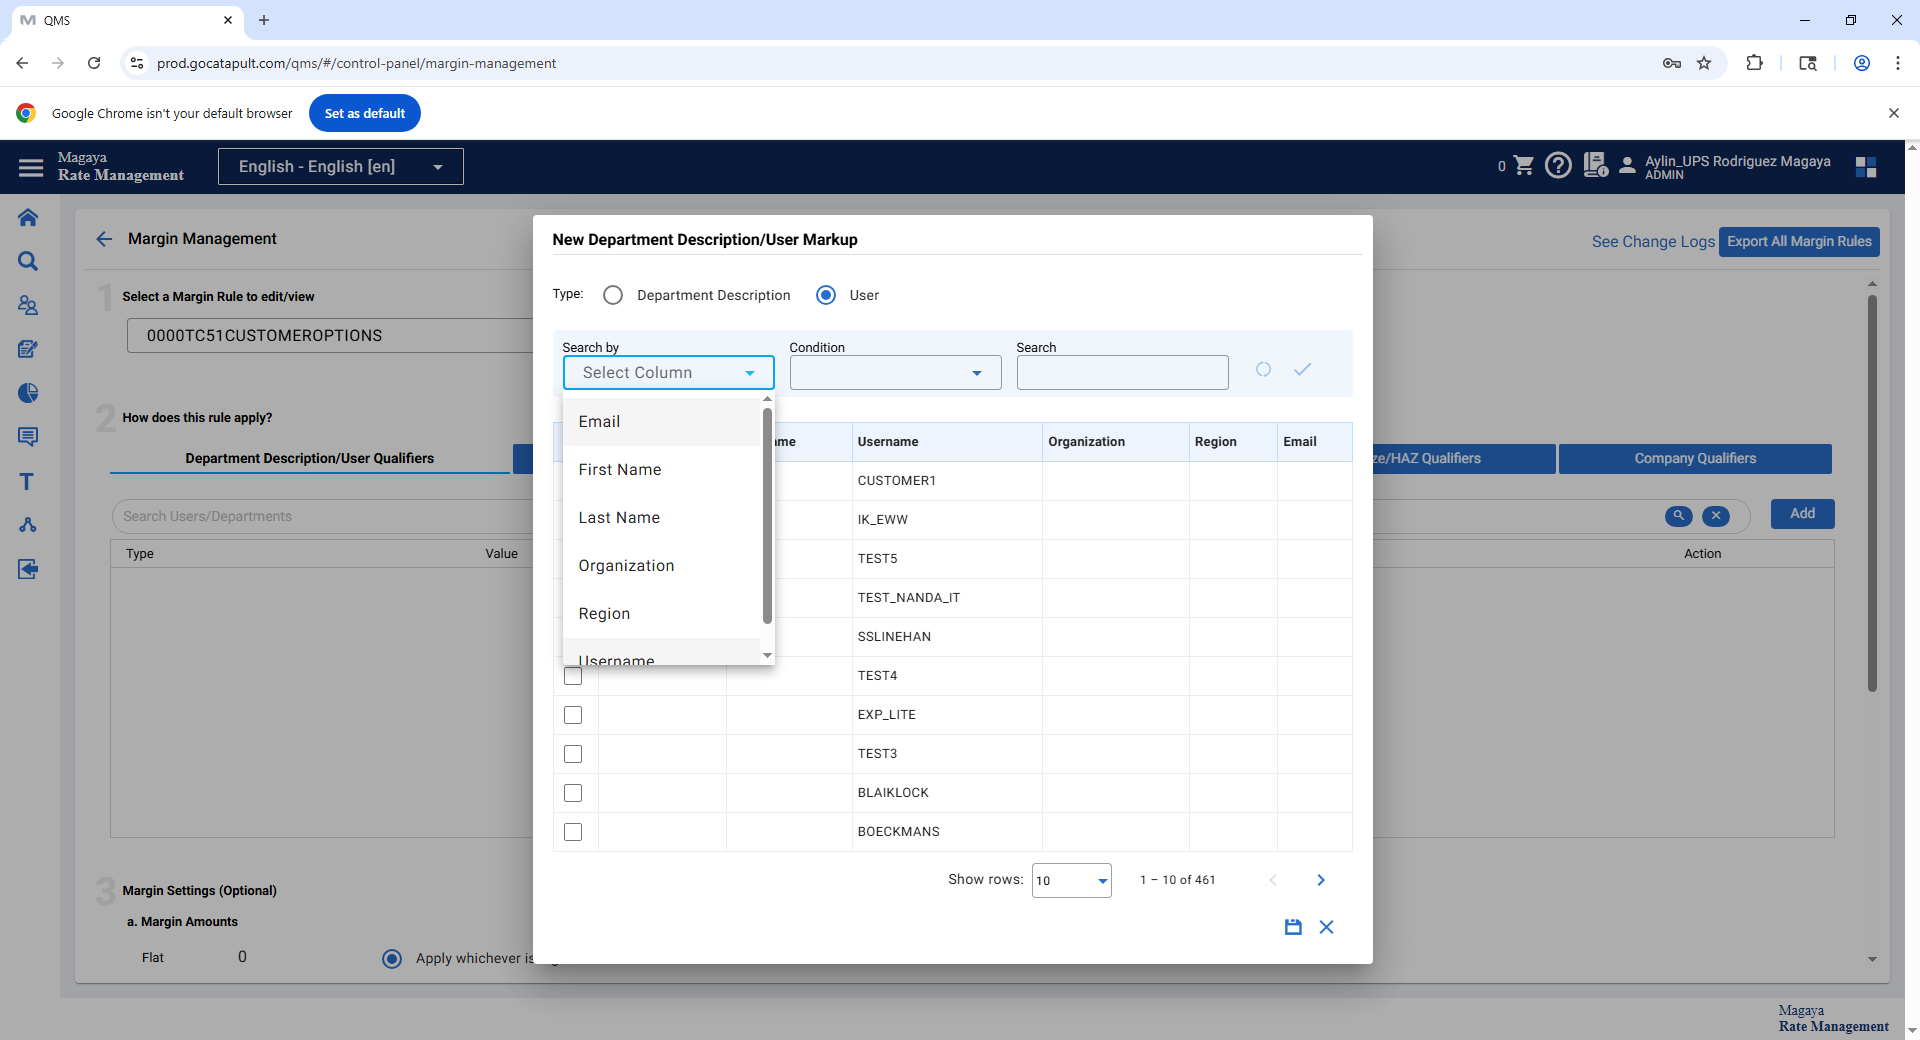 QMS
prod.gocatapult.com/qms/#/control-panel/margin-management
Google Chrome isn't your default browser
Set as default
Magaya
Rate Management
English - English [en]
0
Aylin_UPS Rodriguez Magaya
ADMIN
Margin Management
See Change Logs
Export All Margin Rules
1
Select a Margin Rule to edit/view
0000TC51CUSTOMEROPTIONS
2
How does this rule apply?
Department Description/User Qualifiers
ze/HAZ Qualifiers
Company Qualifiers
Search Users/Departments
Add
Type
Value
Action
3
Margin Settings (Optional)
a. Margin Amounts
Flat
0
Apply whichever is
New Department Description/User Markup
Type:
Department Description
User
Search by
Condition
Search
Select Column
Email
First Name
Last Name
Organization
Region
Username
me
Username
Organization
Region
Email
CUSTOMER1
IK_EWW
TEST5
TEST_NANDA_IT
SSLINEHAN
TEST4
EXP_LITE
TEST3
BLAIKLOCK
BOECKMANS
Show rows:
10
1 – 10 of 461
Magaya
Rate Management